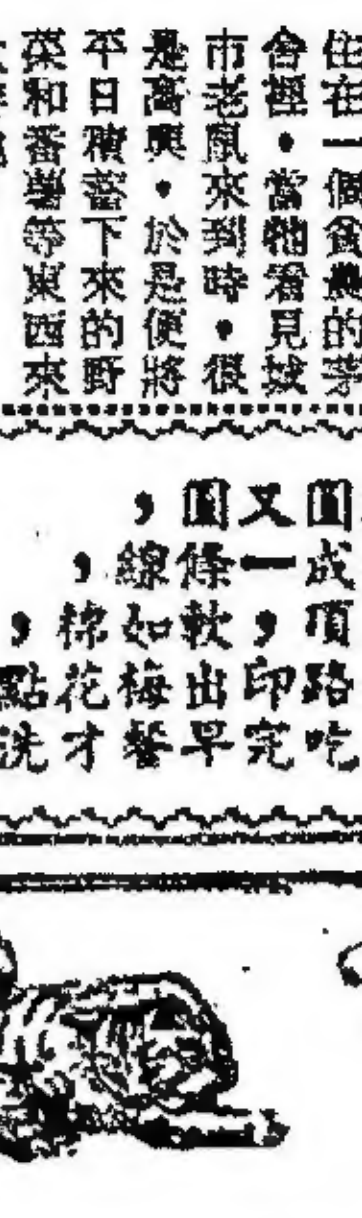 住在一個貧的茅
舍裡，當牠看見城
市老鼠來到時，很
是高興，於是便將
平日積蓄下來的野
菜和番薯等東西來
圓又圓，
成一條線，
頂，軟如棉，
路印出梅花點
吃完早餐才洗